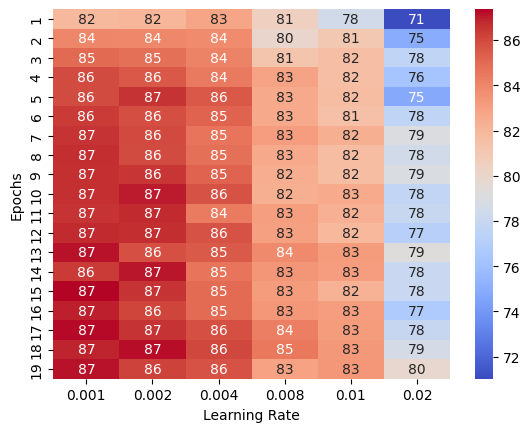 1 82 82 83 81 78 71
2 84 84 84 80 81 75
3 85 85 84 81 82 78
4 86 86 84 83 82 76
5 86 87 86 83 82 75
6 86 86 85 83 81 78
7 87 86 85 83 82 79
8 87 86 85 83 82 78
9 87 86 85 82 82 79
10 87 87 86 82 83 78
11 87 87 84 83 82 78
12 87 87 86 83 82 77
13 87 86 85 84 83 79
14 86 87 85 83 83 78
15 87 87 85 83 82 78
16 87 86 85 83 83 77
17 87 87 86 84 83 78
18 87 87 86 85 83 79
19 87 86 86 83 83 80
0.001 0.002 0.004 0.008 0.01 0.02
Learning Rate
Epochs
86
84
82
80
78
76
74
72